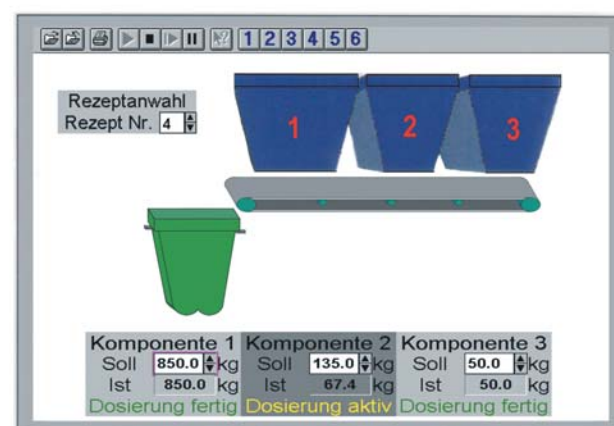 1 2 3 4 5 6
Rezeptanwahl
Rezept Nr. 4
1 2 3
Komponente 1
Soll 850.0 kg
Ist 850.0 kg
Dosierung fertig
Komponente 2
Soll 135.0 kg
Ist 67.4 kg
Dosierung aktiv
Komponente 3
Soll 50.0 kg
Ist 50.0 kg
Dosierung fertig